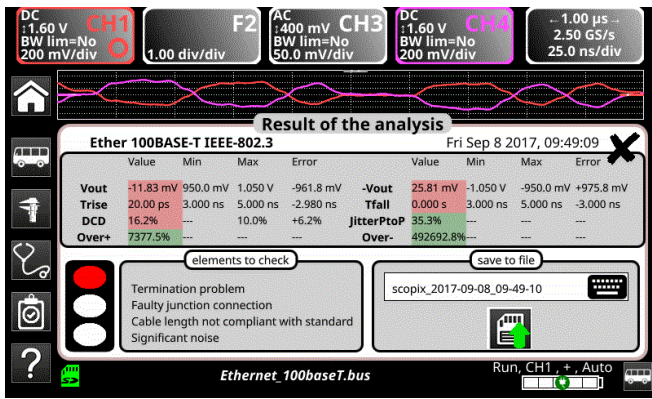 DC
↕1.60 V
BW lim=No
200 mV/div
CH1
F2
1.00 div/div
AC
↕400 mV
BW lim=No
50.0 mV/div
CH3
DC
↕1.60 V
BW lim=No
200 mV/div
CH4
←1.00 µs→
2.50 GS/s
25.0 ns/div
Result of the analysis
Ether 100BASE-T IEEE-802.3 Fri Sep 8 2017, 09:49:09
Value Min Max Error Value Min Max Error
Vout -11.83 mV 950.0 mV 1.050 V -961.8 mV -Vout 25.81 mV -1.050 V -950.0 mV +975.8 mV
Trise 20.00 ps 3.000 ns 5.000 ns -2.980 ns Tfall 0.000 s 3.000 ns 5.000 ns -3.000 ns
DCD 16.2% --- 10.0% +6.2% JitterPtoP 35.3% --- --- ---
Over+ 7377.5% --- --- --- Over- 492692.8% --- --- ---
elements to check
Termination problem
Faulty junction connection
Cable length not compliant with standard
Significant noise
save to file
scopix_2017-09-08_09-49-10
?
SD
Ethernet_100baseT.bus
Run, CH1 , + , Auto